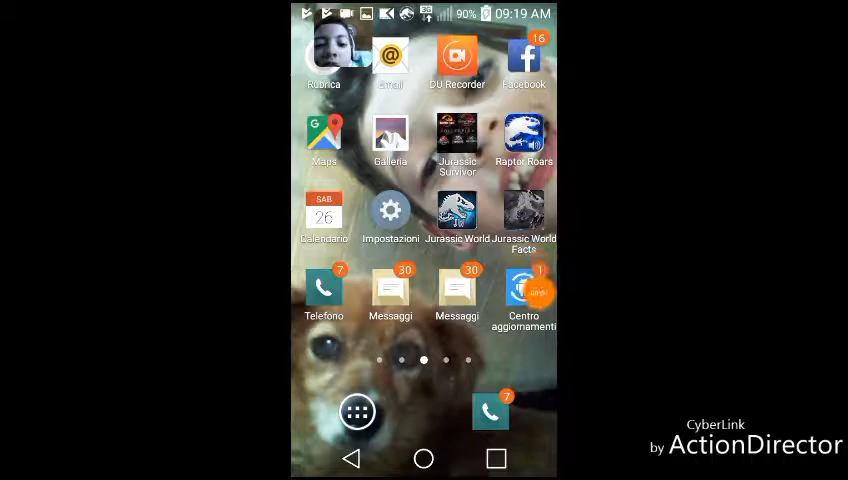 3G 90% 09:19 AM
16
Rubrica Email DU Recorder Facebook
Maps Galleria Jurassic Survivor Raptor Roars
SAB
26
Calendario Impostazioni Jurassic World Jurassic World Facts
7 30 30 1
Telefono Messaggi Messaggi Centro aggiornamenti
7
CyberLink
by ActionDirector